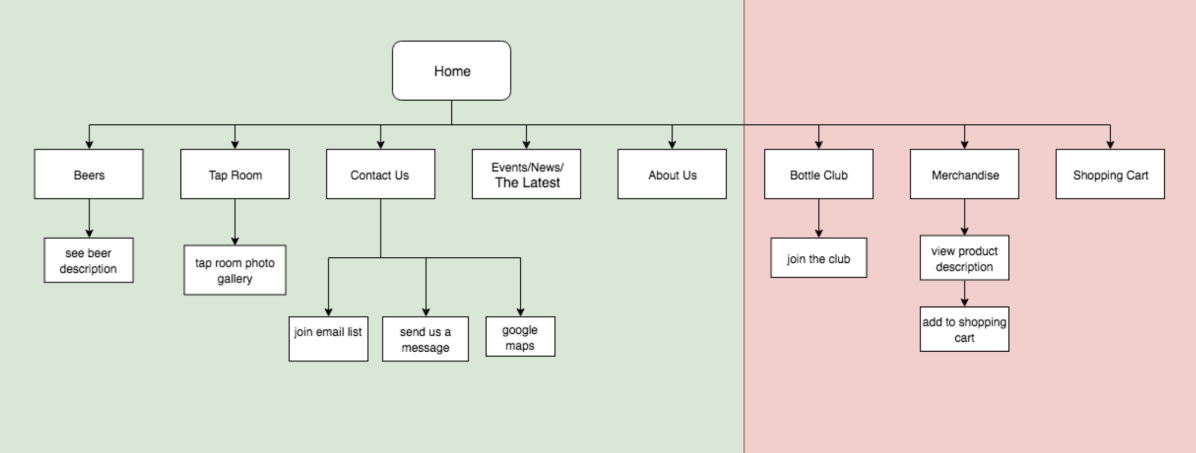 Home
Beers
Tap Room
Contact Us
Events/News/
The Latest
About Us
Bottle Club
Merchandise
Shopping Cart
see beer
description
tap room photo
gallery
join the club
view product
description
join email list
send us a
message
google
maps
add to shopping
cart